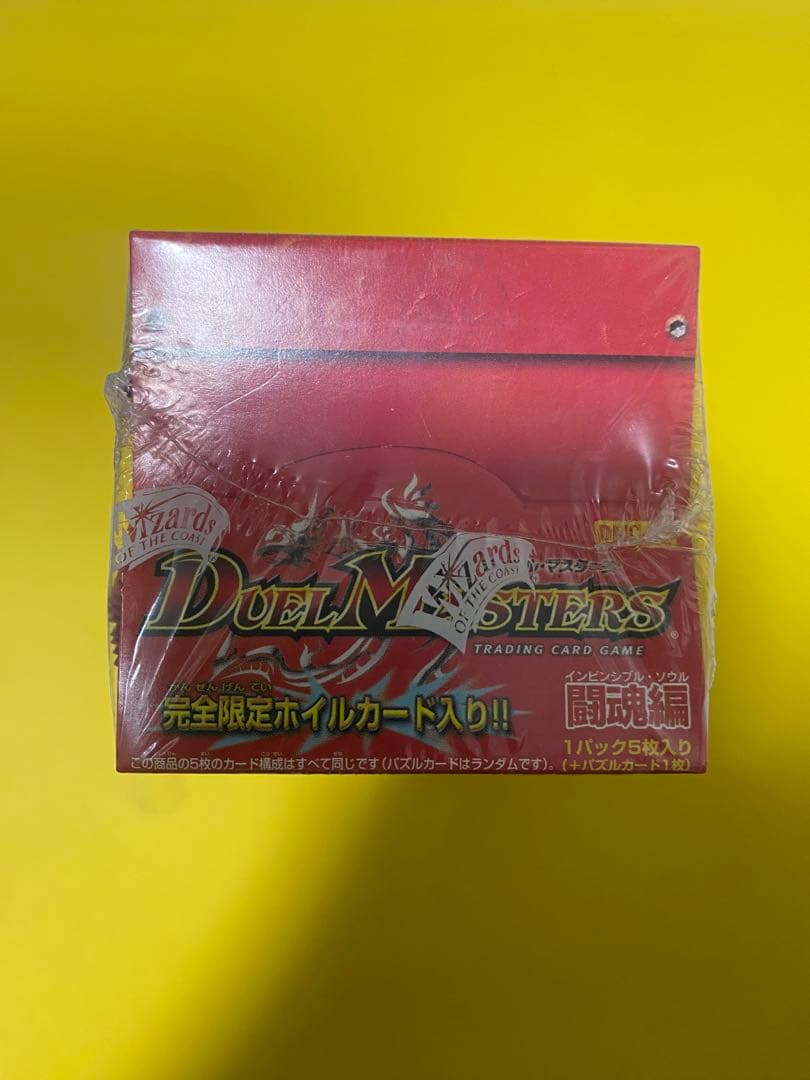 Wizards
OF THE COAST®
Wizards
OF THE COAST
DMC
・マスターズ
DUEL MASTERS®
TRADING CARD GAME
かんぜんげんてい
完全限定ホイルカード入り!!
インビンシブル・ソウル
闘魂編
1パック5枚入り
(+パズルカード1枚)
この商品の5枚のカード構成はすべて同じです(パズルカードはランダムです)。